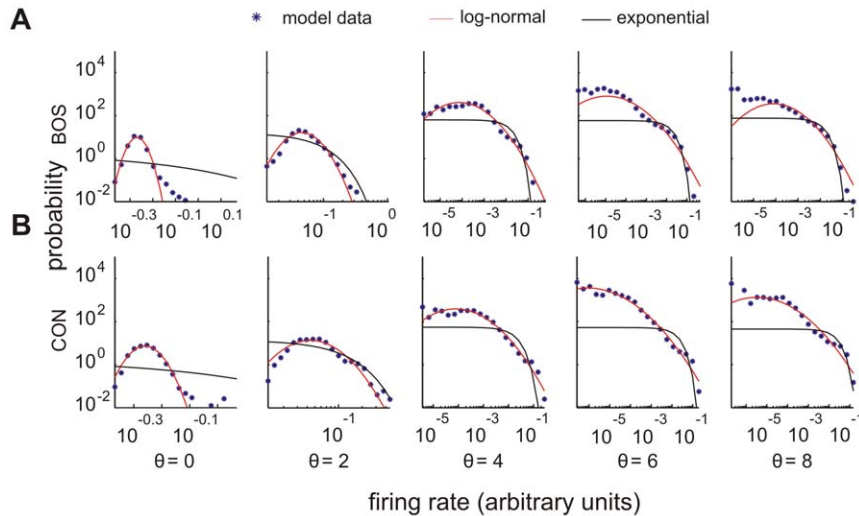 A
model data log-normal exponential
BOS
10^4
10^2
10^0
10^-2
10^-0.3 10^-0.1 10^0.1
10^-1 10^0
10^-5 10^-3 10^-1
10^-5 10^-3 10^-1
10^-5 10^-3 10^-1
probability
B
CON
10^4
10^2
10^0
10^-2
10^-0.3 10^-0.1
10^-1
10^-5 10^-3 10^-1
10^-5 10^-3 10^-1
10^-5 10^-3 10^-1
θ = 0 θ = 2 θ = 4 θ = 6 θ = 8
firing rate (arbitrary units)